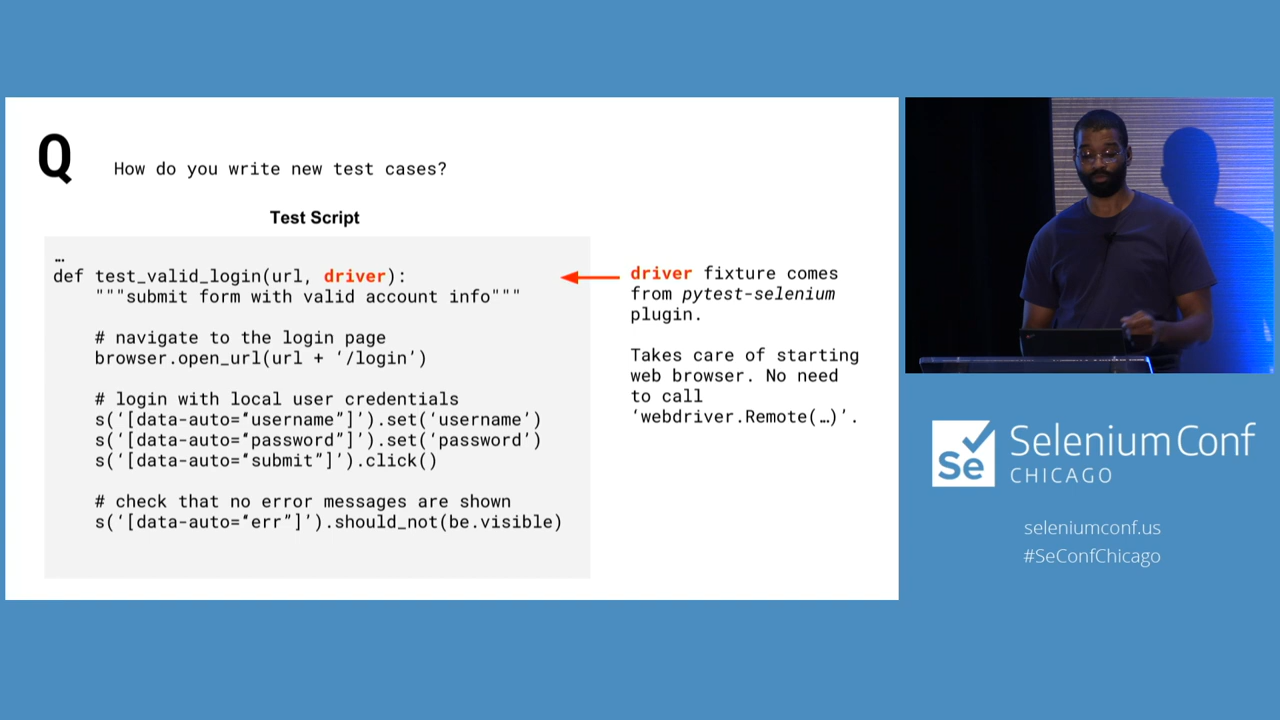 Q
How do you write new test cases?
Test Script
…
def test_valid_login(url, driver):
"""submit form with valid account info"""
# navigate to the login page
browser.open_url(url + ‘/login’)
# login with local user credentials
s(‘[data-auto=“username”]’).set(‘username’)
s(‘[data-auto=“password”]’).set(‘password’)
s(‘[data-auto=“submit”]’).click()
# check that no error messages are shown
s(‘[data-auto=“err”]’).should_not(be.visible)
driver fixture comes
from pytest-selenium
plugin.
Takes care of starting
web browser. No need
to call
‘webdriver.Remote(…)’.
Se
SeleniumConf
CHICAGO
seleniumconf.us
#SeConfChicago